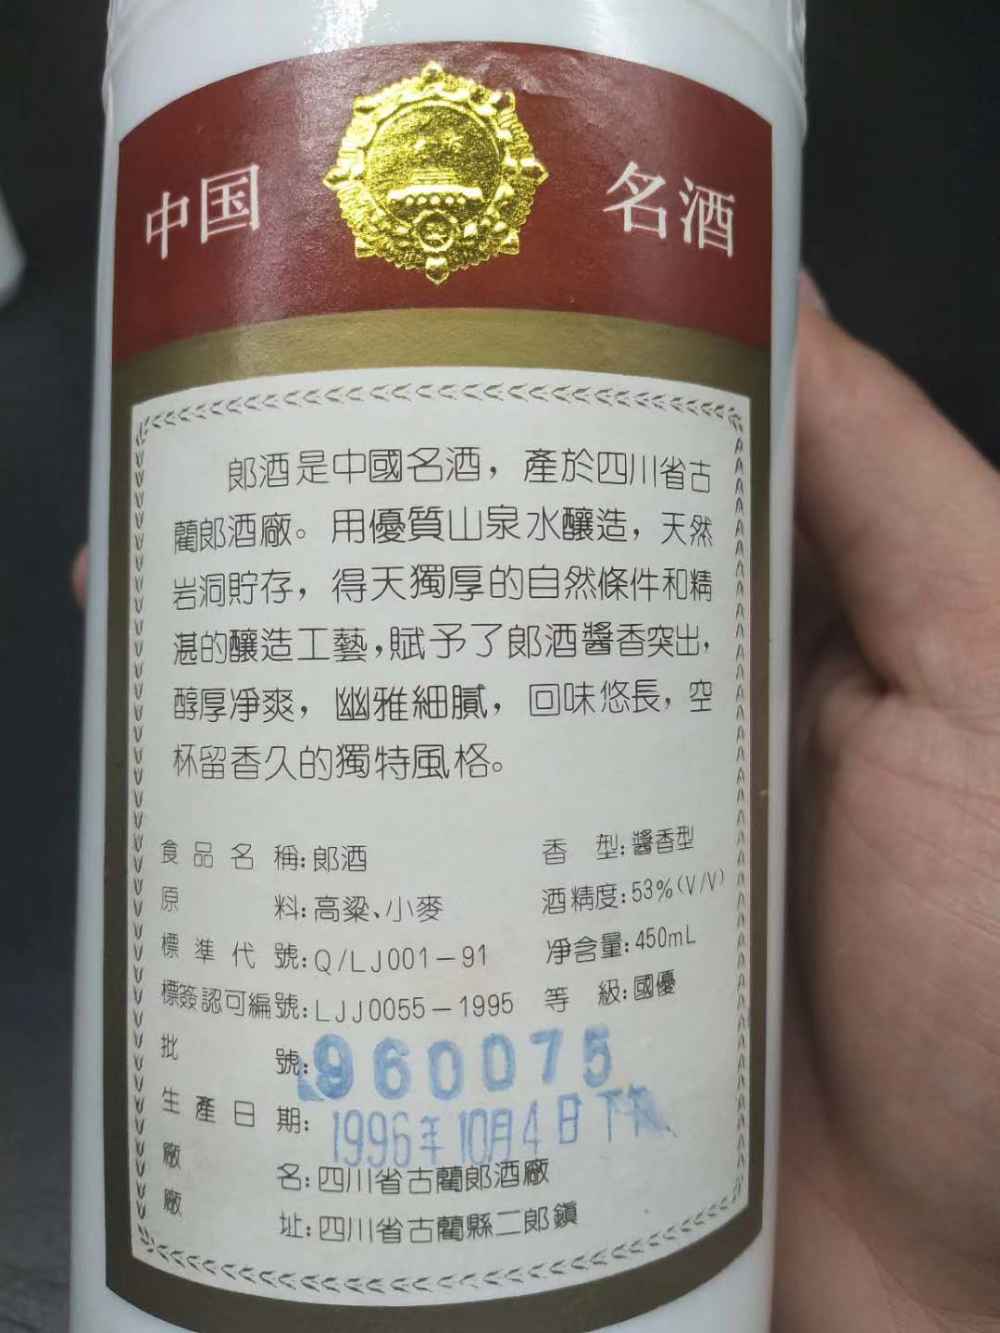 中国 名酒
郎酒是中國名酒，產於四川省古
藺郎酒廠。用優質山泉水釀造，天然
岩洞貯存，得天獨厚的自然條件和精
湛的釀造工藝，賦予了郎酒醬香突出，
醇厚凈爽，幽雅細膩，回味悠長，空
杯留香久的獨特風格。
食品名稱：郎酒 香型：醬香型
原料：高粱、小麥 酒精度：53%(V/V)
標準代號：Q/LJ001－91 凈含量：450mL
標簽認可編號：LJJ0055－1995 等級：國優
批號：960075
生產日期：1996年10月4日下午
廠名：四川省古藺郎酒廠
廠址：四川省古藺縣二郎鎮